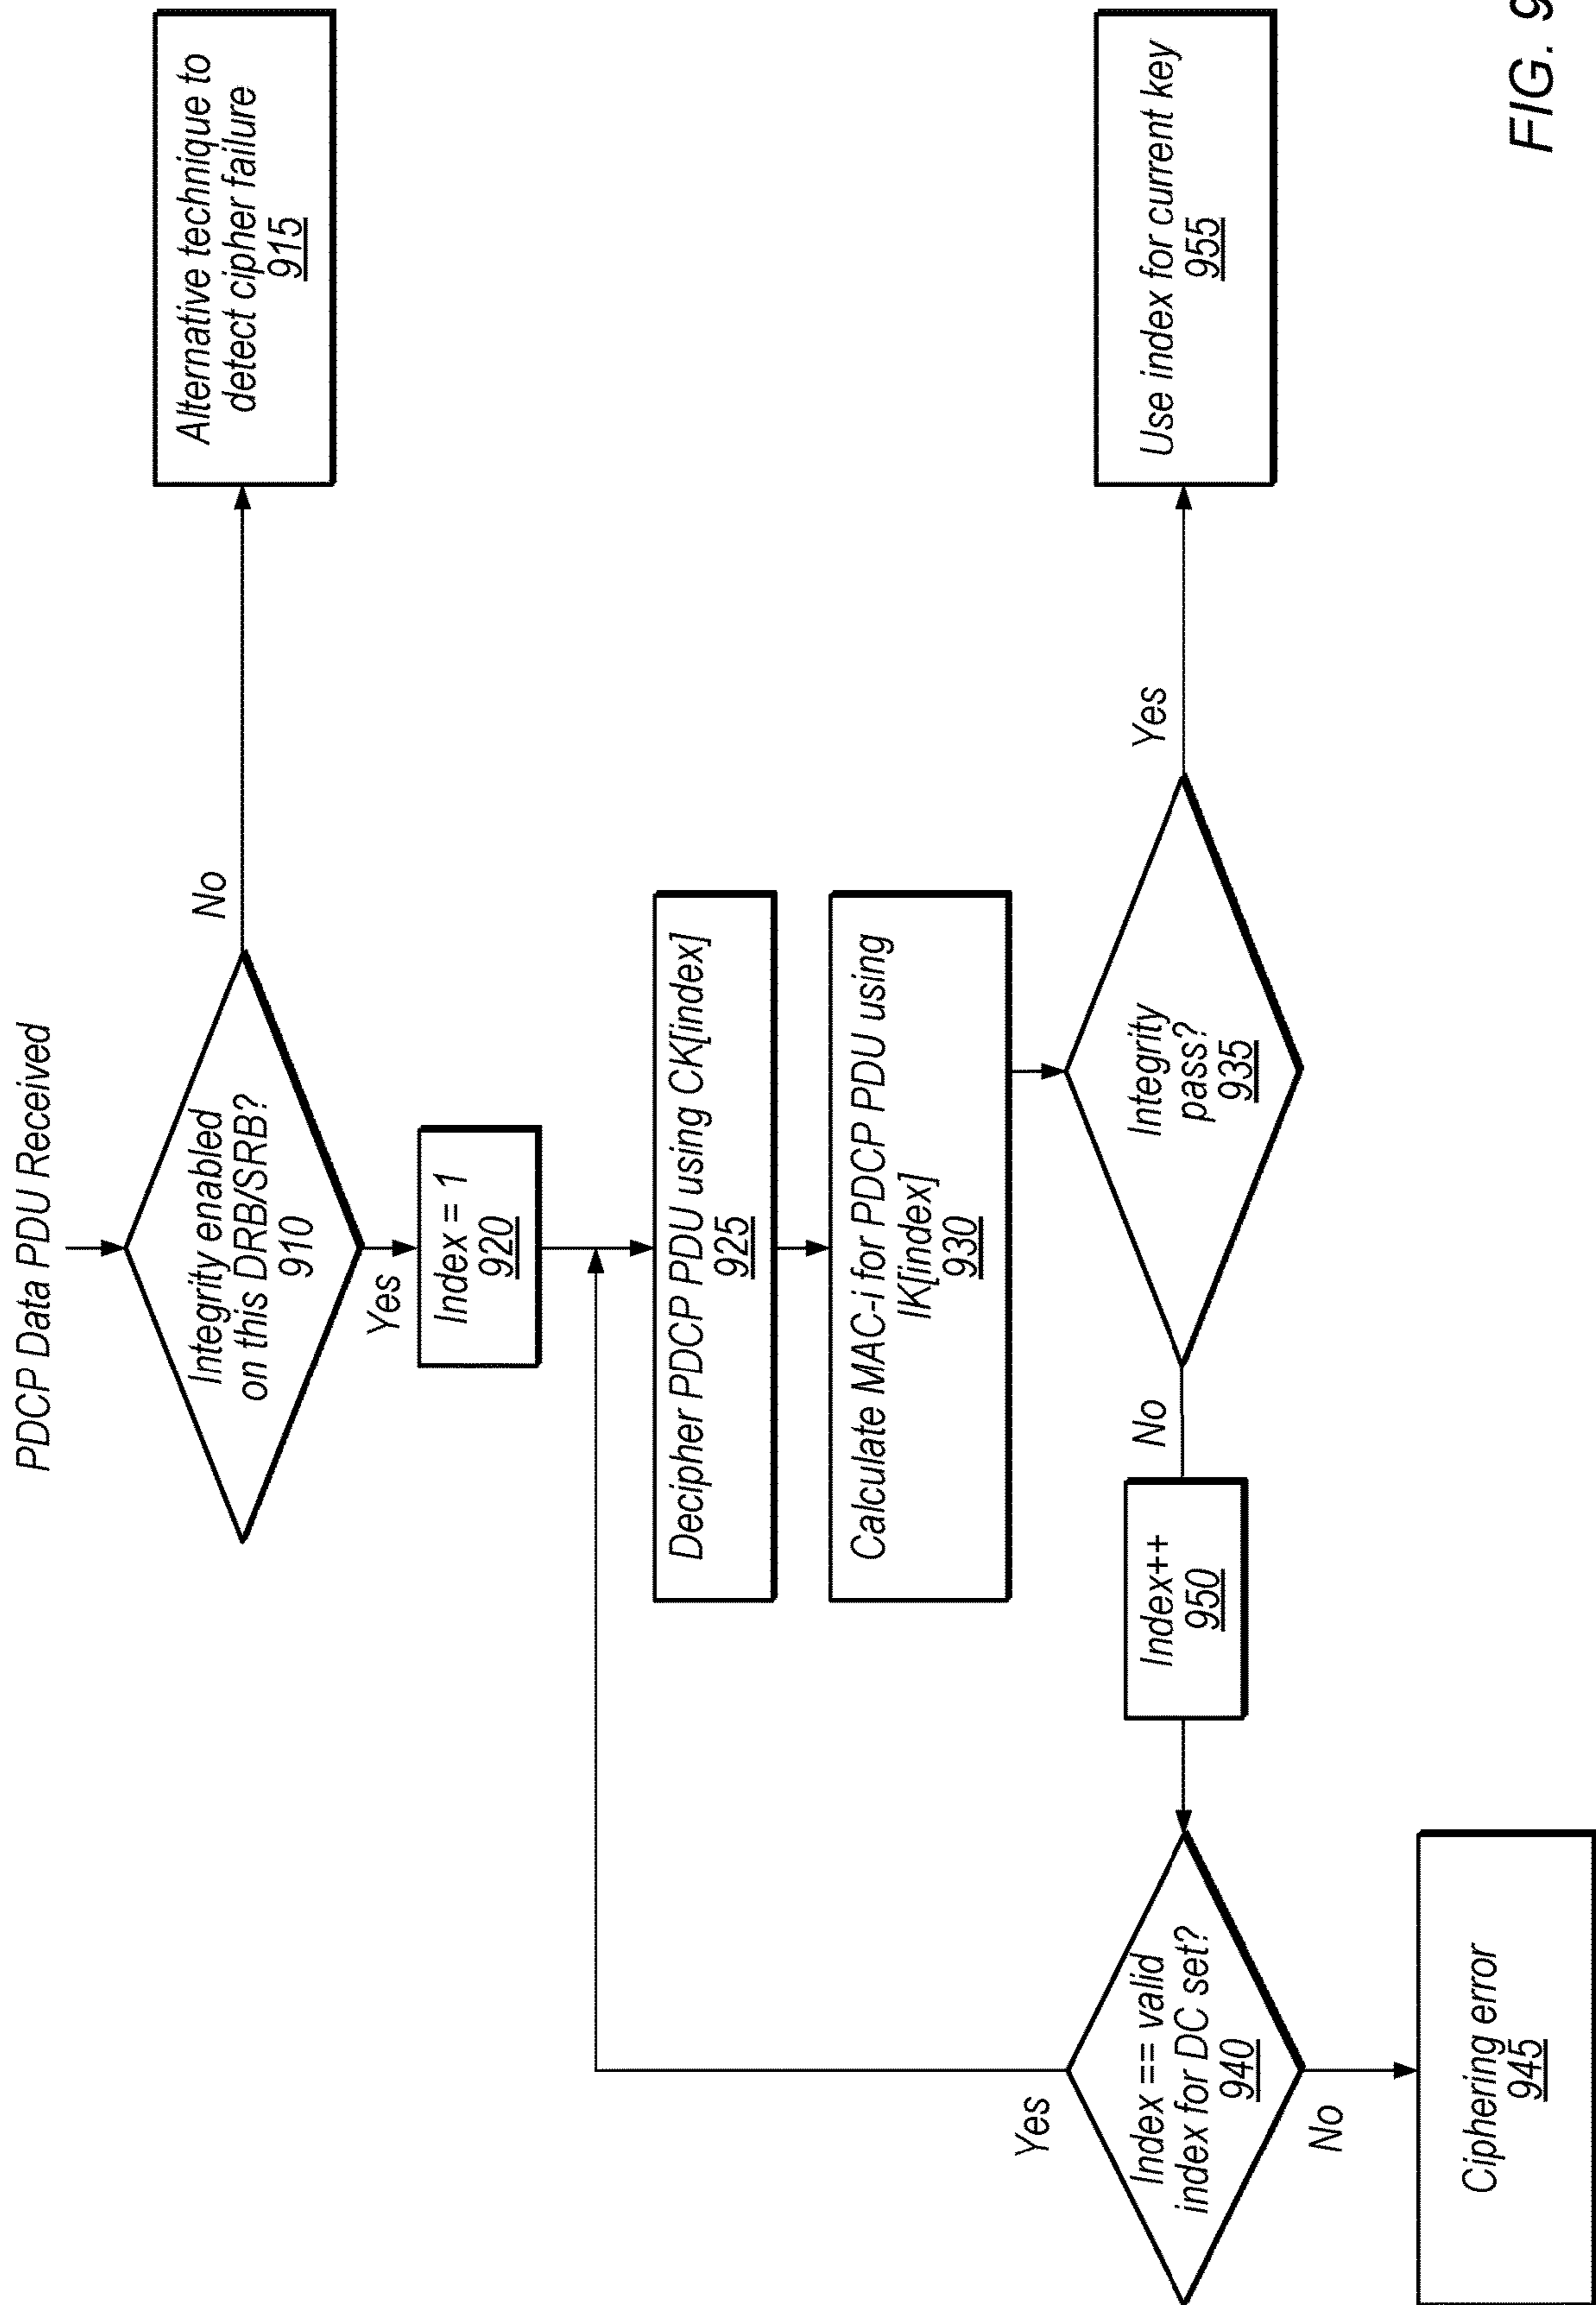 PDCP Data PDU Received
Integrity enabled
on this DRB/SRB?
910
No
Alternative technique to
detect cipher failure
915
Yes
Index = 1
920
Decipher PDCP PDU using CK[index]
925
Calculate MAC-i for PDCP PDU using
IK[index]
930
Integrity
pass?
935
Yes
Use index for current key
955
No
Index++
950
Index == valid
index for DC set?
940
Yes
No
Ciphering error
945
FIG. 9